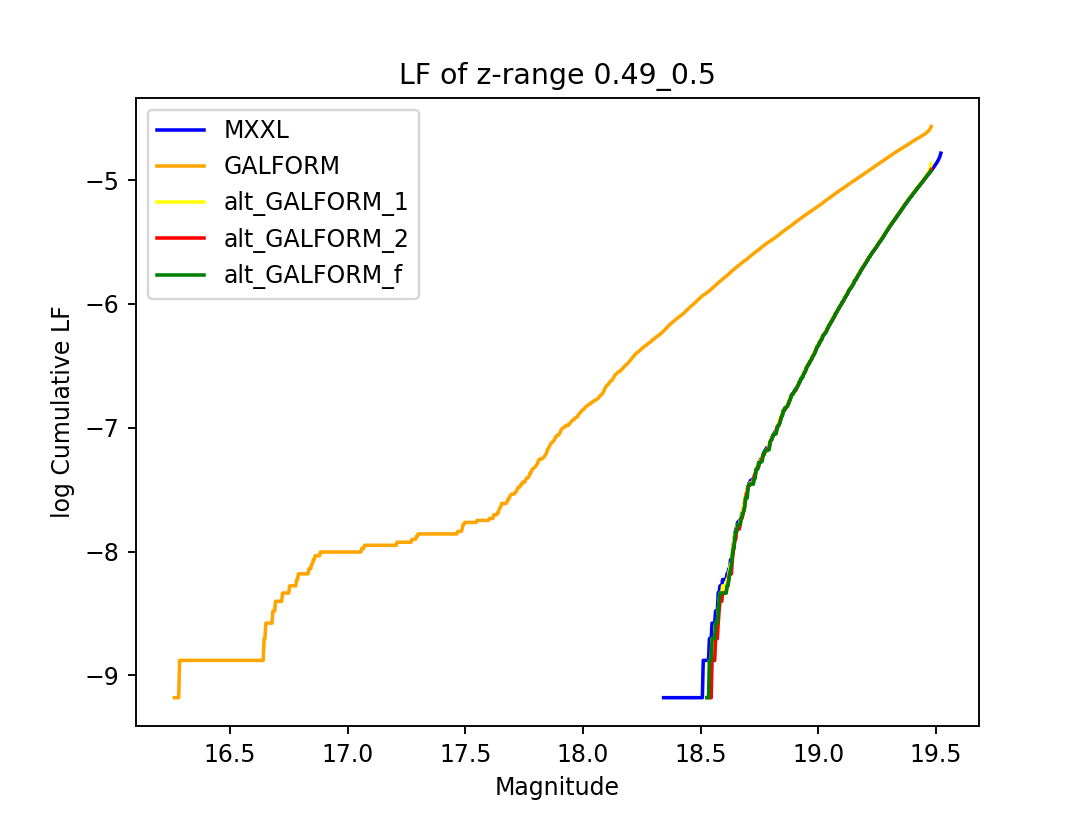 LF of z-range 0.49_0.5
MXXL
GALFORM
alt_GALFORM_1
alt_GALFORM_2
alt_GALFORM_f
log Cumulative LF
−5
−6
−7
−8
−9
16.5 17.0 17.5 18.0 18.5 19.0 19.5
Magnitude